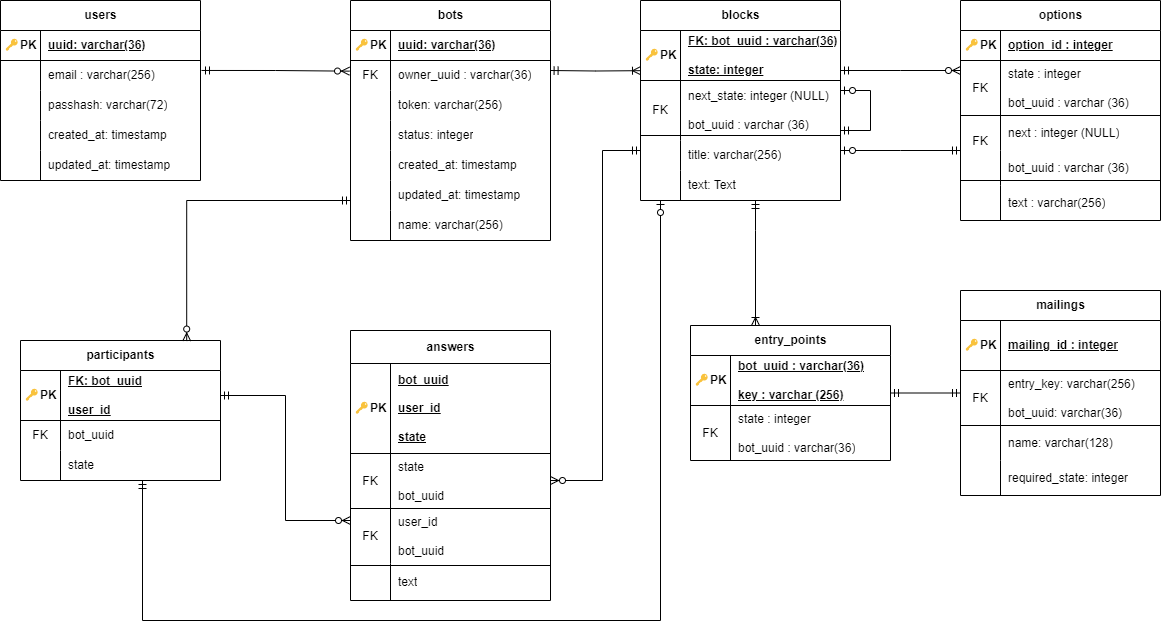 users
PK uuid: varchar(36)
email : varchar(256)
passhash: varchar(72)
created_at: timestamp
updated_at: timestamp
bots
PK uuid: varchar(36)
FK owner_uuid : varchar(36)
token: varchar(256)
status: integer
created_at: timestamp
updated_at: timestamp
name: varchar(256)
blocks
PK
FK: bot_uuid : varchar(36)
state: integer
FK
next_state: integer (NULL)
bot_uuid : varchar (36)
title: varchar(256)
text: Text
options
PK option_id : integer
FK
state : integer
bot_uuid : varchar (36)
FK
next : integer (NULL)
bot_uuid : varchar (36)
text : varchar(256)
participants
PK
FK: bot_uuid
user_id
FK bot_uuid
state
answers
PK
bot_uuid
user_id
state
FK
state
bot_uuid
FK
user_id
bot_uuid
text
entry_points
PK
bot_uuid : varchar(36)
key : varchar (256)
FK
state : integer
bot_uuid : varchar(36)
mailings
PK mailing_id : integer
FK
entry_key: varchar(256)
bot_uuid: varchar(36)
name: varchar(128)
required_state: integer